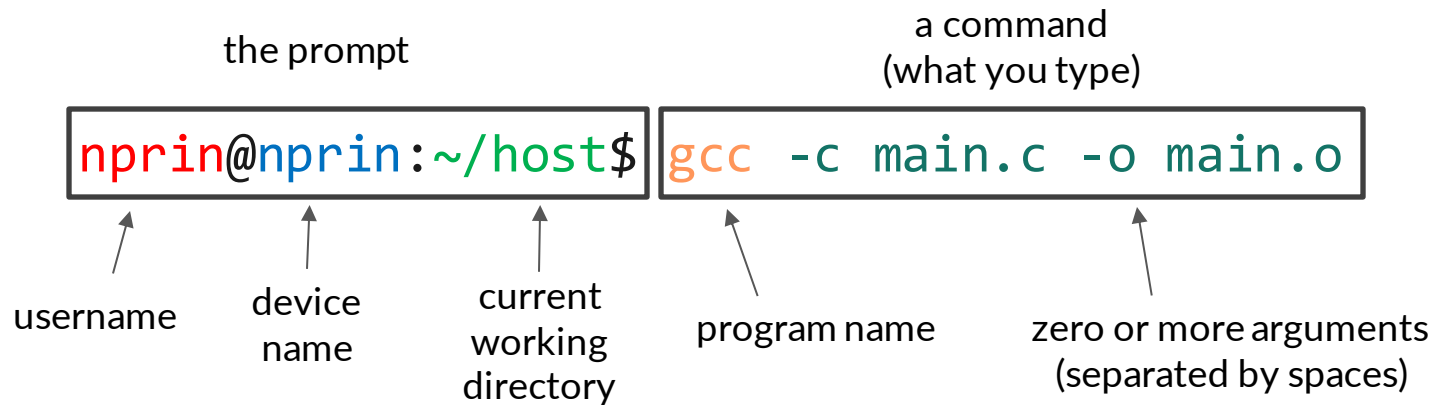 the prompt
a command
(what you type)
nprin@nprin:~/host$ gcc -c main.c -o main.o
username
device
name
current
working
directory
program name
zero or more arguments
(separated by spaces)